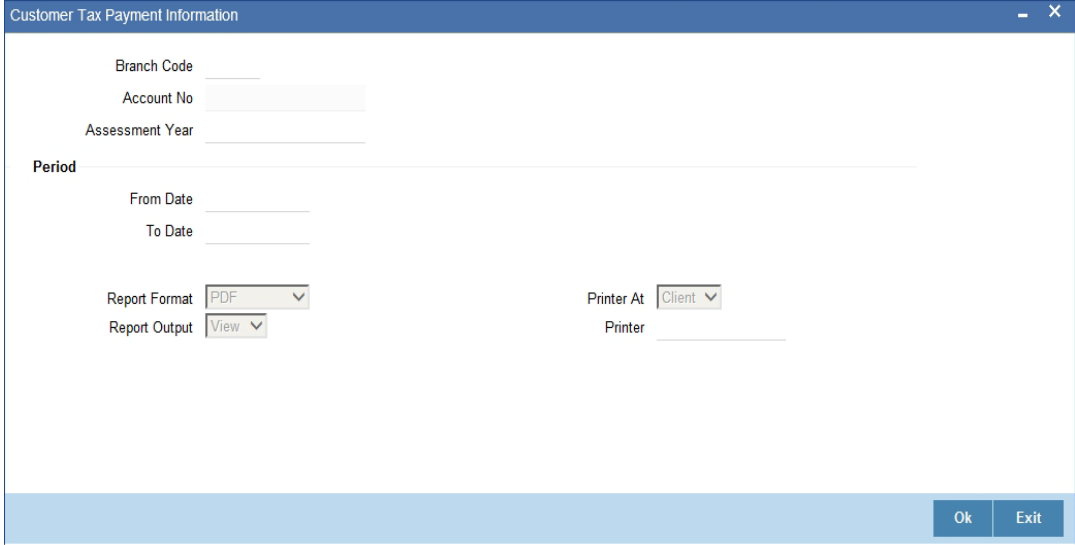 Customer Tax Payment Information
Branch Code
Account No
Assessment Year
Period
From Date
To Date
Report Format PDF Printer At Client
Report Output View Printer
Ok Exit